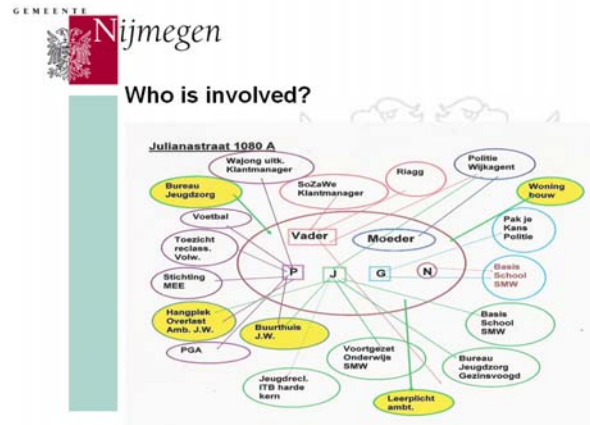 GEMEENTE
Nijmegen
Who is involved?
Julianastraat 1080 A
Wajong uitk.
Klantmanager
SoZaWe
Klantmanager
Riagg
Politie
Wijkagent
Bureau
Jeugdzorg
Woning
bouw
Voetbal
Vader
Moeder
Pak je
Kans
Politie
Toezicht
reclass.
Volw.
P
J
G
N
Basis
School
SMW
Stichting
MEE
Hangplek
Overlast
Amb. J.W.
Buurthuis
J.W.
Basis
School
SMW
PGA
Voortgezet
Onderwijs
SMW
Bureau
Jeugdzorg
Gezinsvoogd
Jeugdrecl.
ITB harde
kern
Leerplicht
ambt.